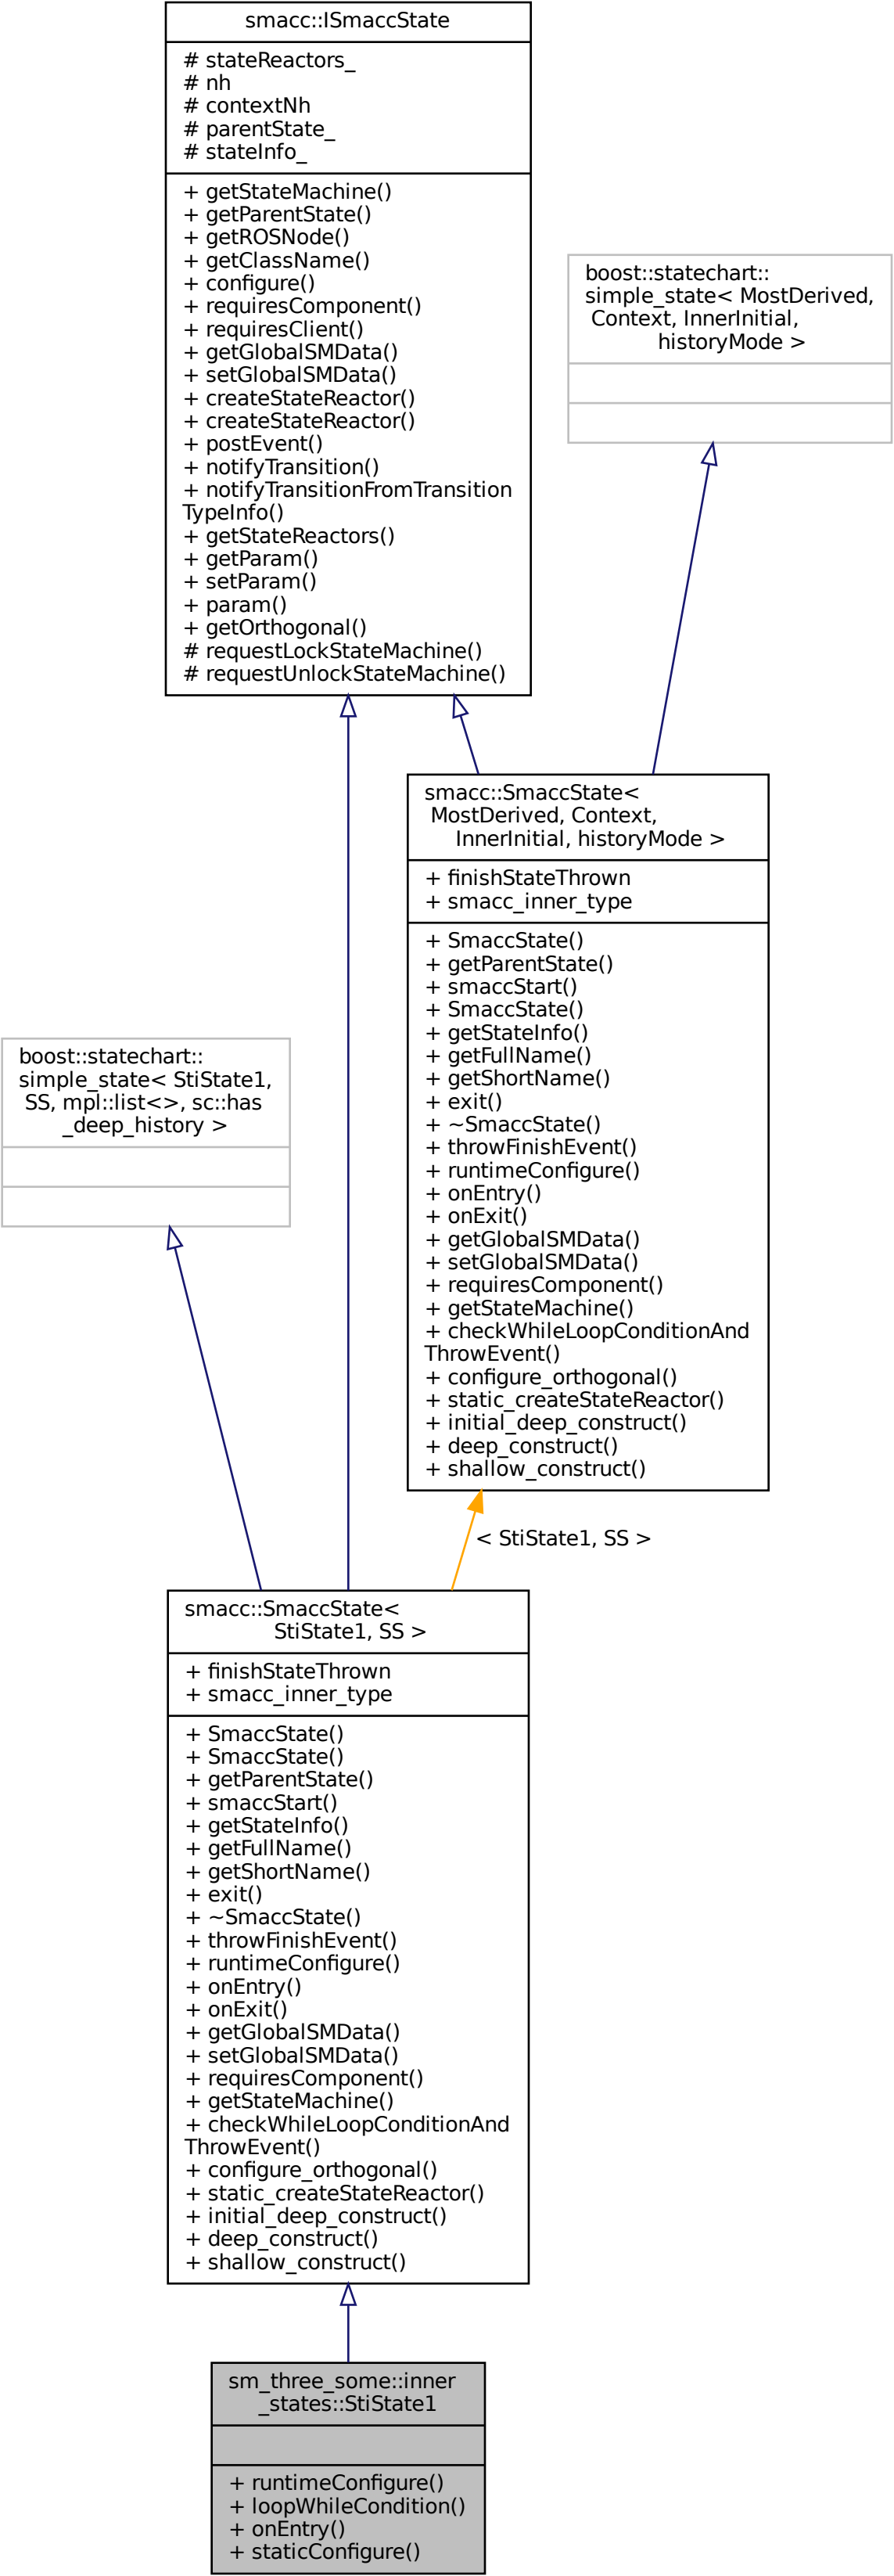 smacc::ISmaccState
# stateReactors_
# nh
# contextNh
# parentState_
# stateInfo_
+ getStateMachine()
+ getParentState()
+ getROSNode()
+ getClassName()
+ configure()
+ requiresComponent()
+ requiresClient()
+ getGlobalSMData()
+ setGlobalSMData()
+ createStateReactor()
+ createStateReactor()
+ postEvent()
+ notifyTransition()
+ notifyTransitionFromTransition
TypeInfo()
+ getStateReactors()
+ getParam()
+ setParam()
+ param()
+ getOrthogonal()
# requestLockStateMachine()
# requestUnlockStateMachine()
boost::statechart::
simple_state< MostDerived,
Context, InnerInitial,
historyMode >
smacc::SmaccState<
MostDerived, Context,
InnerInitial, historyMode >
+ finishStateThrown
+ smacc_inner_type
+ SmaccState()
+ getParentState()
+ smaccStart()
+ SmaccState()
+ getStateInfo()
+ getFullName()
+ getShortName()
+ exit()
+ ~SmaccState()
+ throwFinishEvent()
+ runtimeConfigure()
+ onEntry()
+ onExit()
+ getGlobalSMData()
+ setGlobalSMData()
+ requiresComponent()
+ getStateMachine()
+ checkWhileLoopConditionAnd
ThrowEvent()
+ configure_orthogonal()
+ static_createStateReactor()
+ initial_deep_construct()
+ deep_construct()
+ shallow_construct()
boost::statechart::
simple_state< StiState1,
SS, mpl::list<>, sc::has
_deep_history >
< StiState1, SS >
smacc::SmaccState<
StiState1, SS >
+ finishStateThrown
+ smacc_inner_type
+ SmaccState()
+ SmaccState()
+ getParentState()
+ smaccStart()
+ getStateInfo()
+ getFullName()
+ getShortName()
+ exit()
+ ~SmaccState()
+ throwFinishEvent()
+ runtimeConfigure()
+ onEntry()
+ onExit()
+ getGlobalSMData()
+ setGlobalSMData()
+ requiresComponent()
+ getStateMachine()
+ checkWhileLoopConditionAnd
ThrowEvent()
+ configure_orthogonal()
+ static_createStateReactor()
+ initial_deep_construct()
+ deep_construct()
+ shallow_construct()
sm_three_some::inner
_states::StiState1
+ runtimeConfigure()
+ loopWhileCondition()
+ onEntry()
+ staticConfigure()